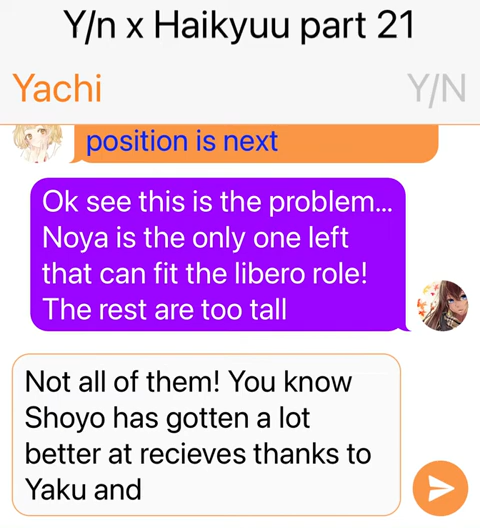 Y/n x Haikyuu part 21
Yachi
Y/N
position is next
Ok see this is the problem...
Noya is the only one left
that can fit the libero role!
The rest are too tall
Not all of them! You know
Shoyo has gotten a lot
better at recieves thanks to
Yaku and